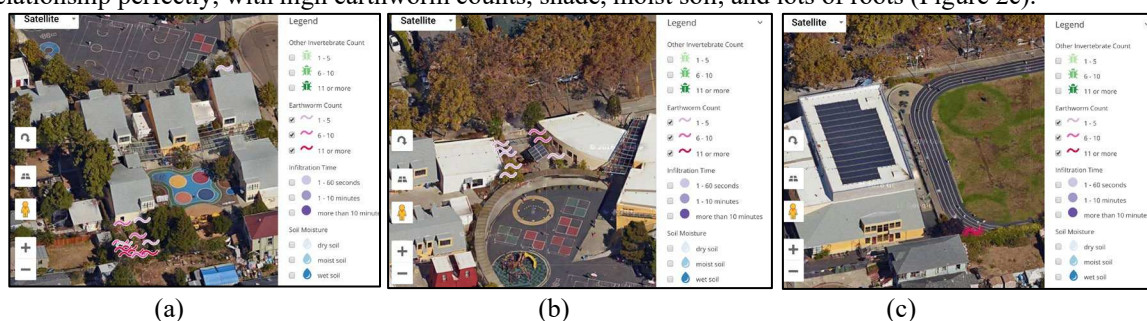 elationship perfectly, with high earthworm counts, shade, moist soil, and lots of roots (Figure 2c).
Satellite
Legend
Other Invertebrate Count
1 - 5
6 - 10
11 or more
Earthworm Count
1 - 5
6 - 10
11 or more
Infiltration Time
1 - 60 seconds
1 - 10 minutes
more than 10 minute
Soil Moisture
dry soil
moist soil
wet soil
Satellite
Legend
Other Invertebrate Count
1 - 5
6 - 10
11 or more
Earthworm Count
1 - 5
6 - 10
11 or more
Infiltration Time
1 - 60 seconds
1 - 10 minutes
more than 10 minutes
Soil Moisture
dry soil
moist soil
wet soil
Satellite
Legend
Other Invertebrate Count
1 - 5
6 - 10
11 or more
Earthworm Count
1 - 5
6 - 10
11 or more
Infiltration Time
1 - 60 seconds
1 - 10 minutes
more than 10 minutes
Soil Moisture
dry soil
moist soil
wet soil
(a) (b) (c)